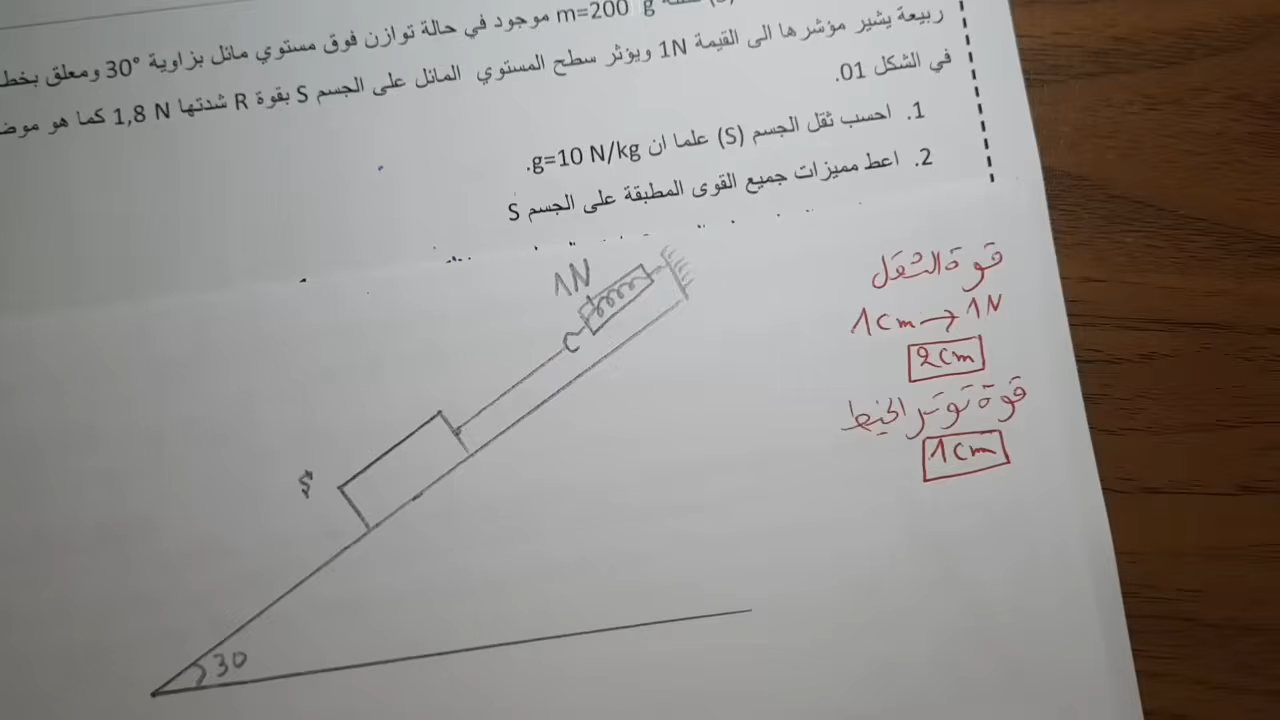 m=200 g موجود في حالة توازن فوق مستوي مائل بزاوية 30° ومعلق بخط
ربيعة يشير مؤشرها الى القيمة 1N ويؤثر سطح المستوي المائل على الجسم S بقوة R شدتها 1,8 N كما هو موض
في الشكل 01.
1. احسب ثقل الجسم (S) علما ان g=10 N/kg.
2. اعط مميزات جميع القوى المطبقة على الجسم S
1N
قوة الثقل
1cm → 1N
2cm
قوة توتر الخيط
1cm
S
30